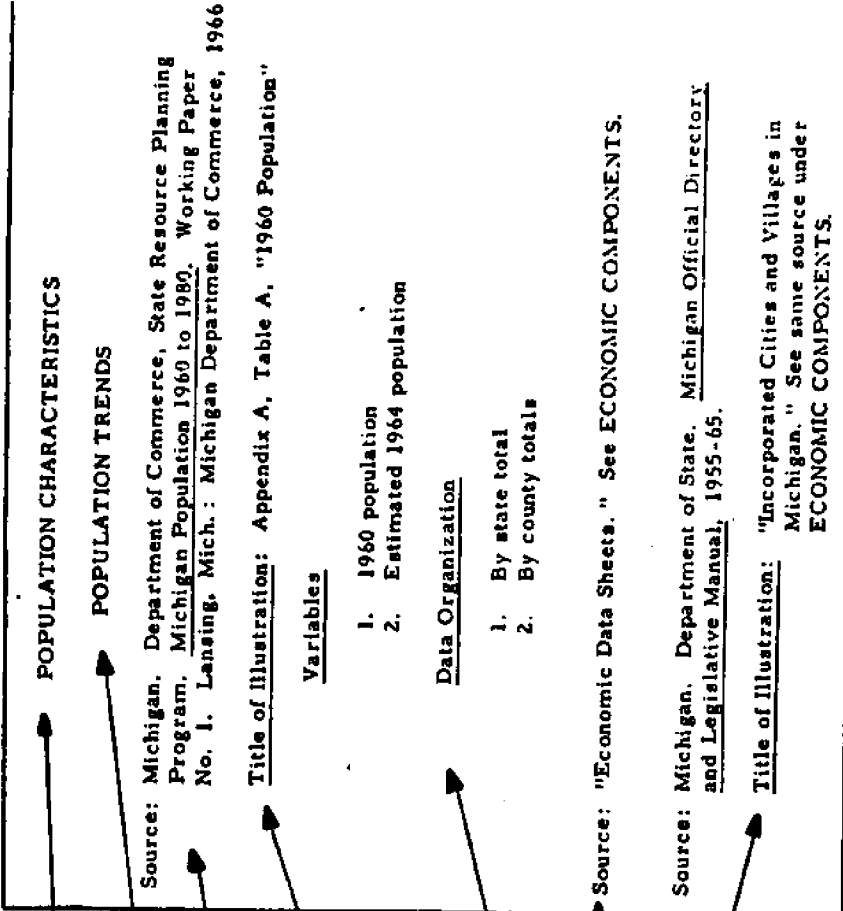 POPULATION CHARACTERISTICS
POPULATION TRENDS
Source: Michigan. Department of Commerce, State Resource Planning
Program. Michigan Population 1960 to 1980. Working Paper
No. 1. Lansing, Mich.: Michigan Department of Commerce, 1966
Title of Illustration: Appendix A, Table A, "1960 Population"
Variables
1. 1960 population
2. Estimated 1964 population
Data Organization
1. By state total
2. By county totals
Source: "Economic Data Sheets." See ECONOMIC COMPONENTS.
Source: Michigan. Department of State. Michigan Official Directory
and Legislative Manual, 1955-65.
Title of Illustration: "Incorporated Cities and Villages in
Michigan." See same source under
ECONOMIC COMPONENTS.